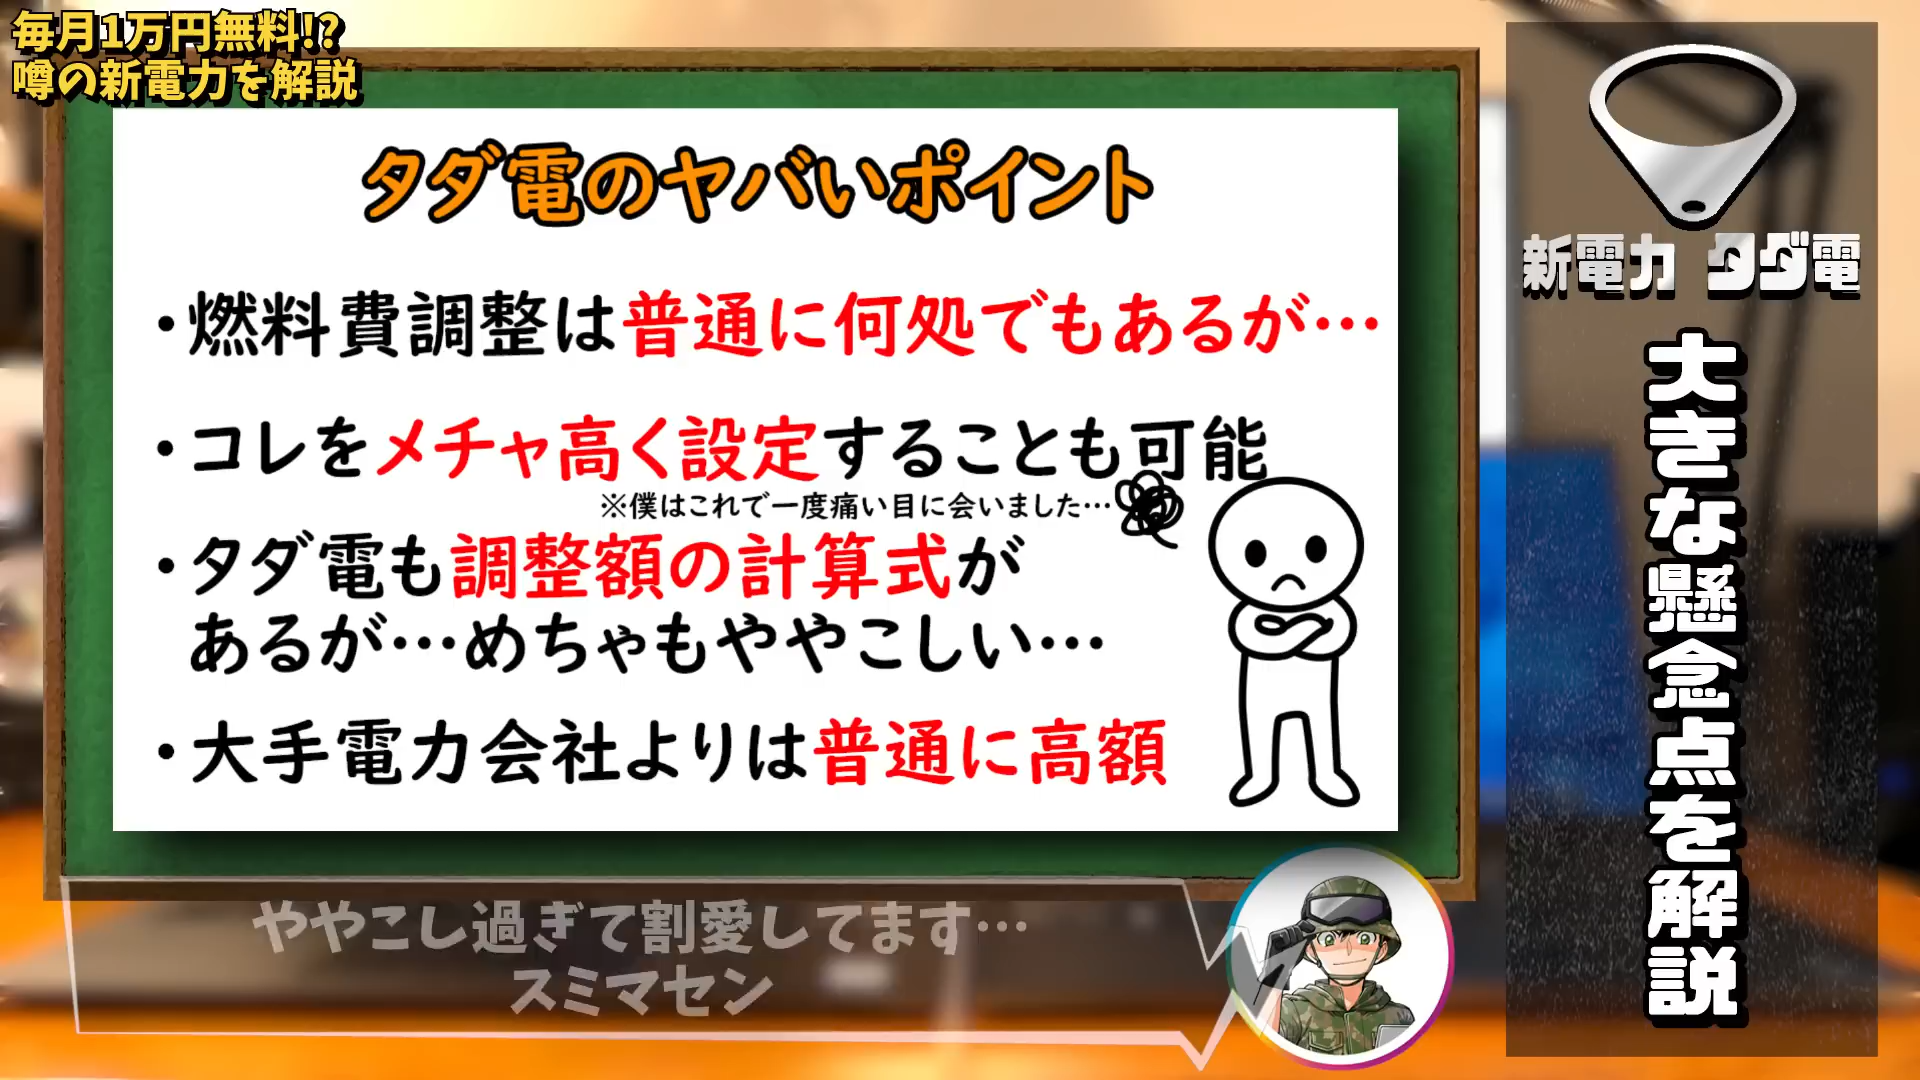 毎月1万円無料!?
噂の新電力を解説
タダ電のヤバいポイント
・燃料費調整は普通に何処でもあるが…
・コレをメチャ高く設定することも可能
※僕はこれで一度痛い目に会いました…
・タダ電も調整額の計算式が
あるが…めちゃもややこしい…
・大手電力会社よりは普通に高額
ややこし過ぎて割愛してます…
スミマセン
新電力 タダ電
大きな懸念点を解説